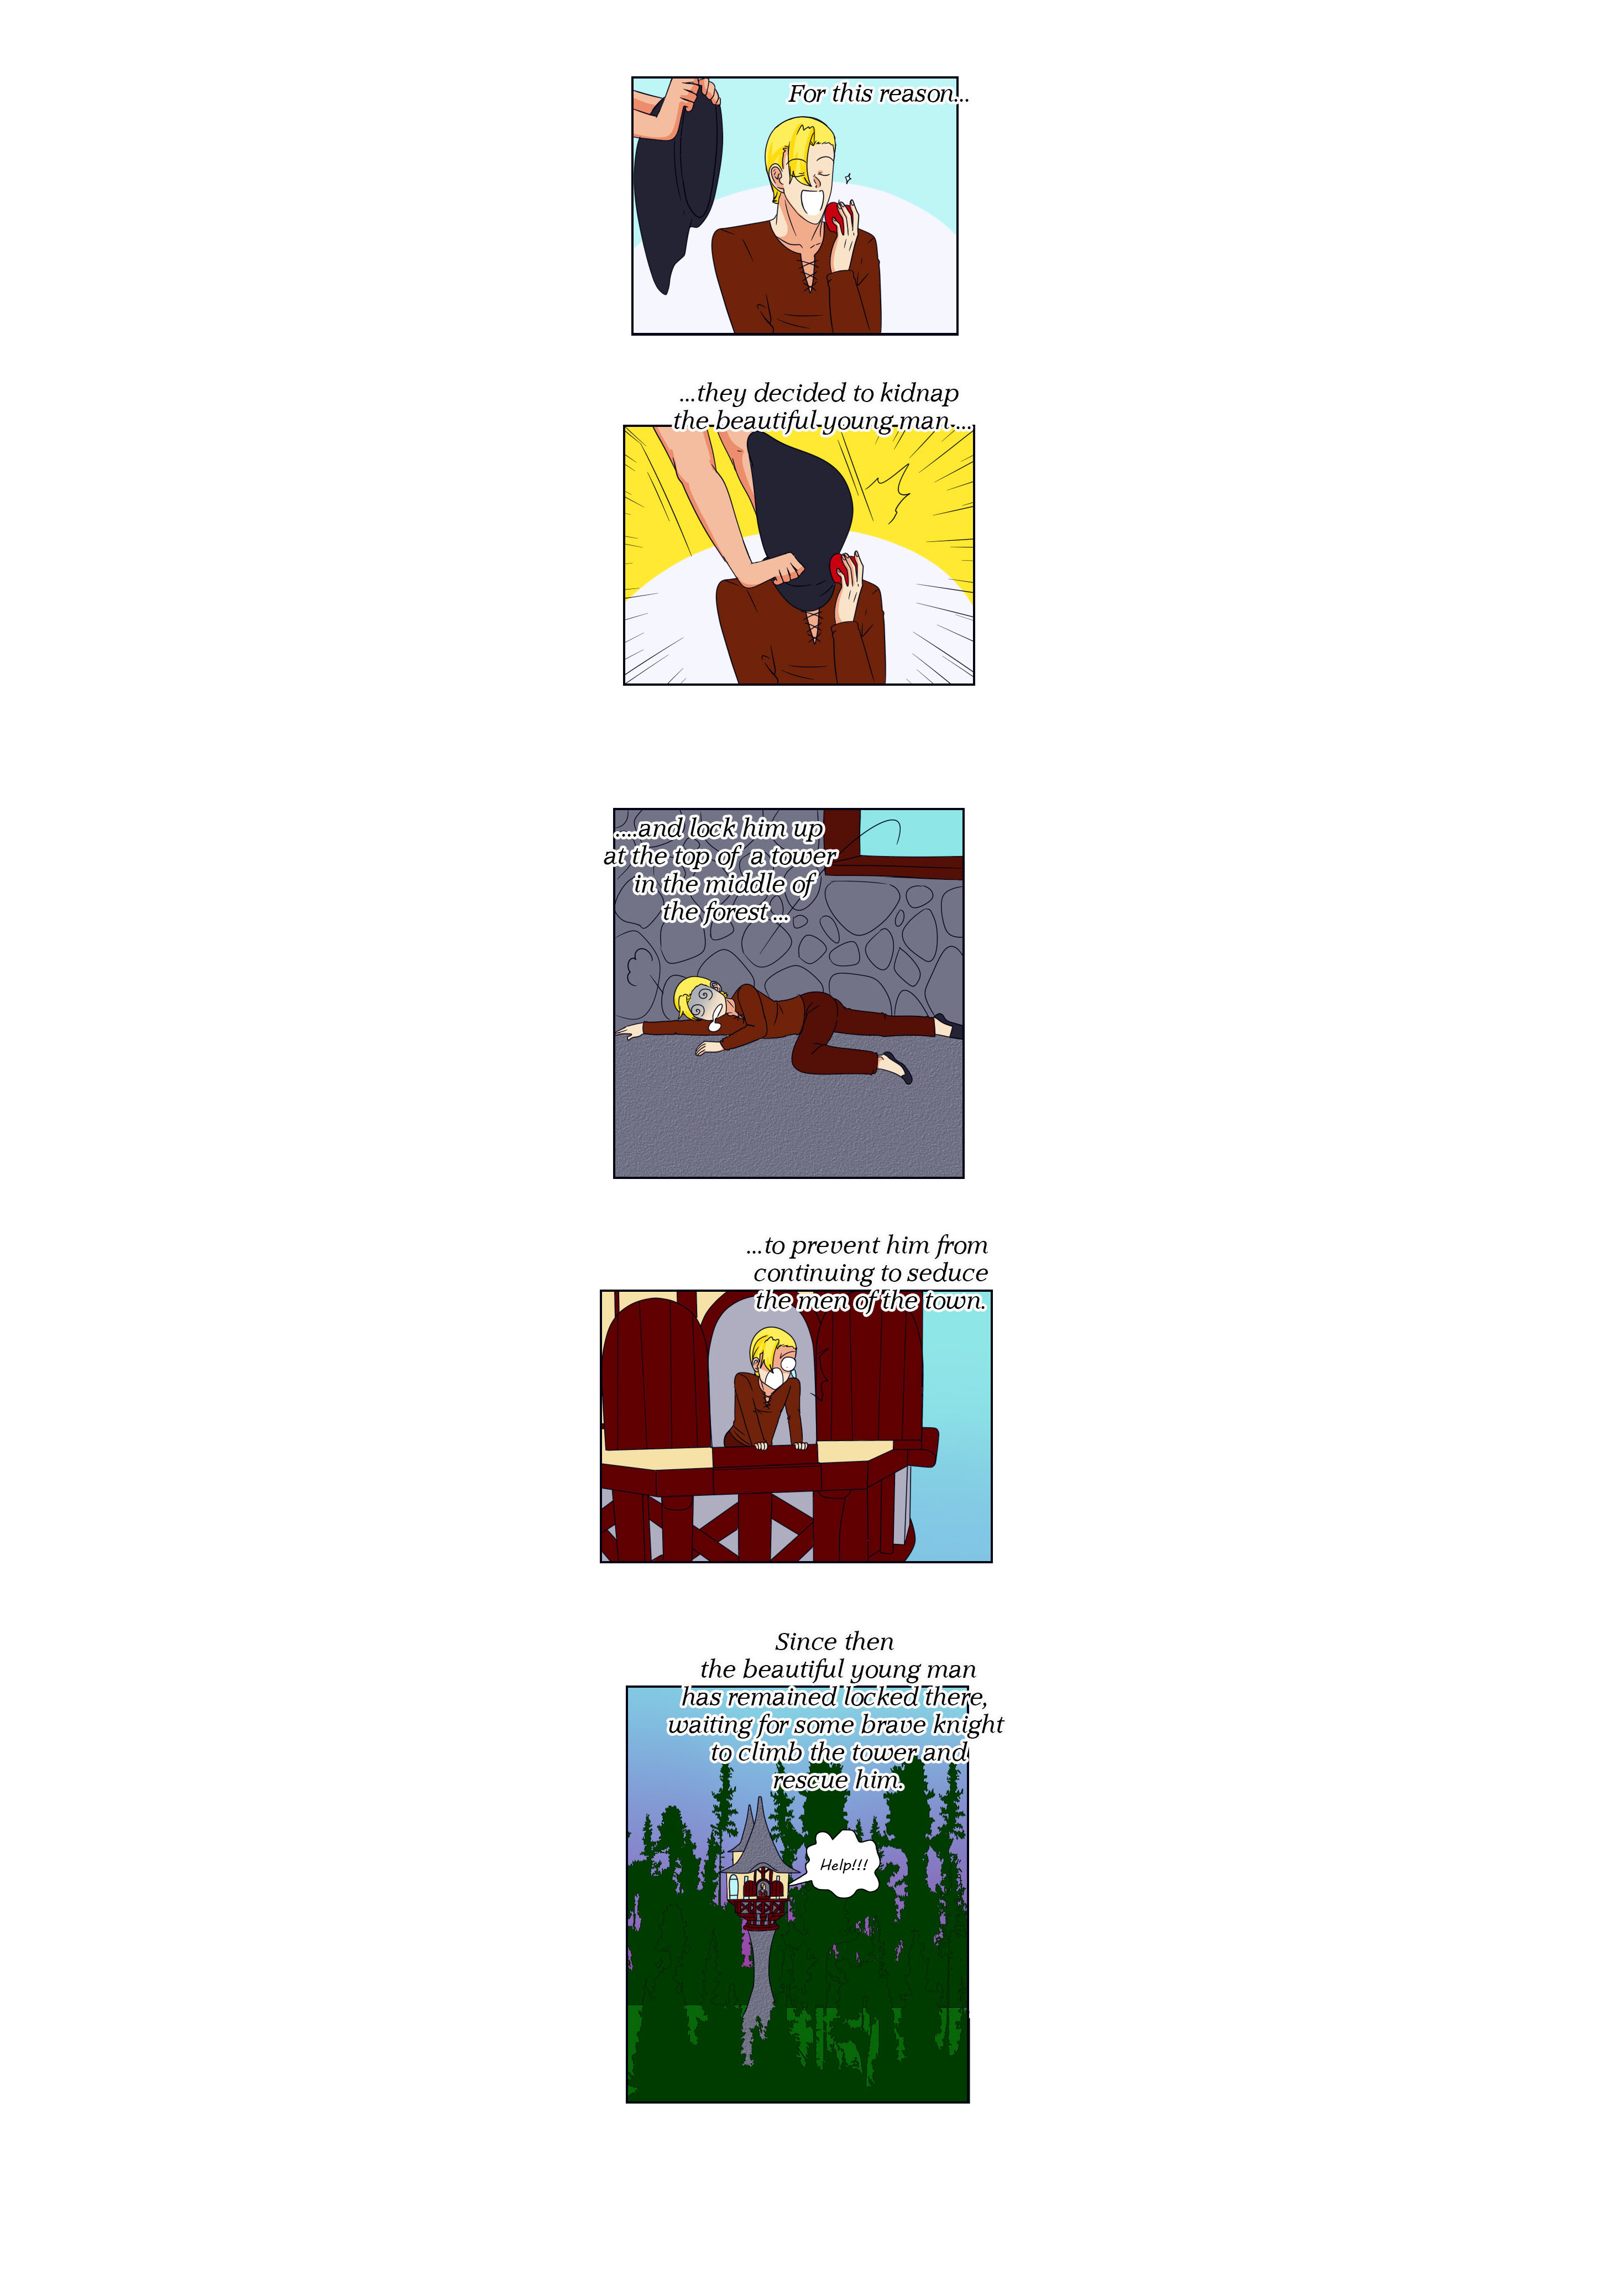 For this reason...
...they decided to kidnap
the beautiful young man ...
....and lock him up
at the top of a tower
in the middle of
the forest ...
...to prevent him from
continuing to seduce
the men of the town.
Since then
the beautiful young man
has remained locked there,
waiting for some brave knight
to climb the tower and
rescue him.
Help!!!